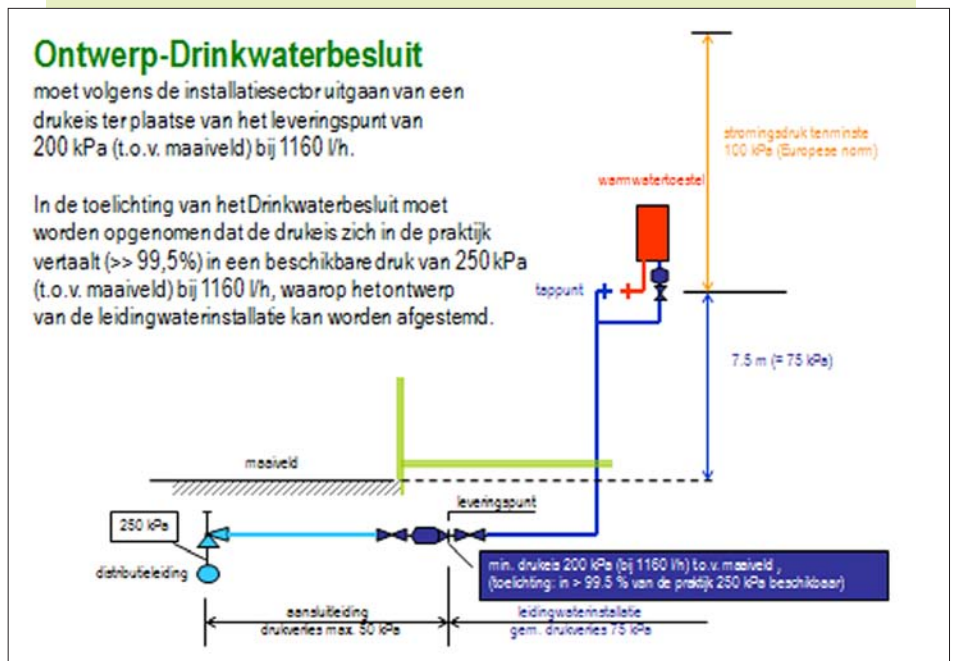 Ontwerp-Drinkwaterbesluit
moet volgens de installatiesector uitgaan van een
drukeis ter plaatse van het leveringspunt van
200 kPa (t.o.v. maaiveld) bij 1160 l/h.
In de toelichting van het Drinkwaterbesluit moet
worden opgenomen dat de drukeis zich in de praktijk
vertaalt (>> 99,5%) in een beschikbare druk van 250 kPa
(t.o.v. maaiveld) bij 1160 l/h, waarop het ontwerp
van de leidingwaterinstallatie kan worden afgestemd.
stromingsdruk tenminste
100 kPa (Europese norm)
warmwatertoestel
tappunt
7.5 m (= 75 kPa)
maaiveld
leveringspunt
250 kPa
distributieleiding
min. drukeis 200 kPa (bij 1160 l/h) t.o.v. maaiveld ,
(toelichting: in > 99.5 % van de praktijk 250 kPa beschikbaar)
aansluitleiding
drukverlies max. 50 kPa
leidingwaterinstallatie
gem. drukverlies 75 kPa